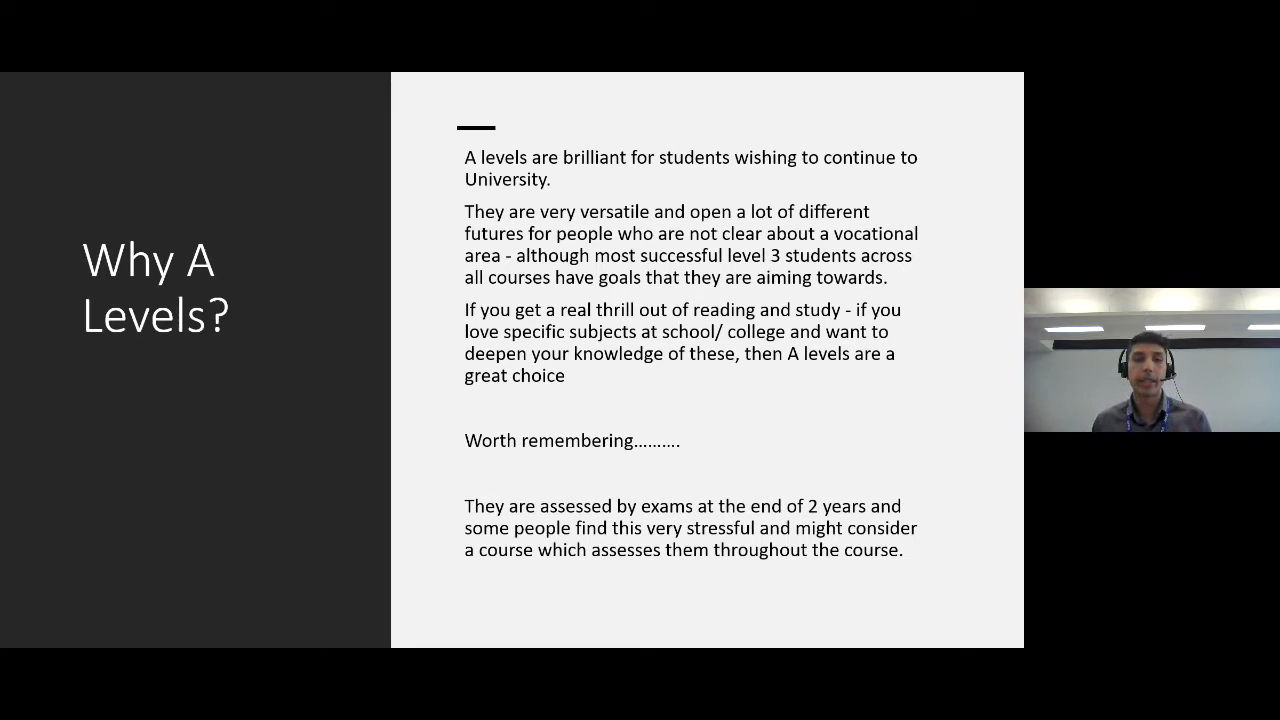 Why A
Levels?
A levels are brilliant for students wishing to continue to
University.
They are very versatile and open a lot of different
futures for people who are not clear about a vocational
area - although most successful level 3 students across
all courses have goals that they are aiming towards.
If you get a real thrill out of reading and study - if you
love specific subjects at school/ college and want to
deepen your knowledge of these, then A levels are a
great choice
Worth remembering..........
They are assessed by exams at the end of 2 years and
some people find this very stressful and might consider
a course which assesses them throughout the course.